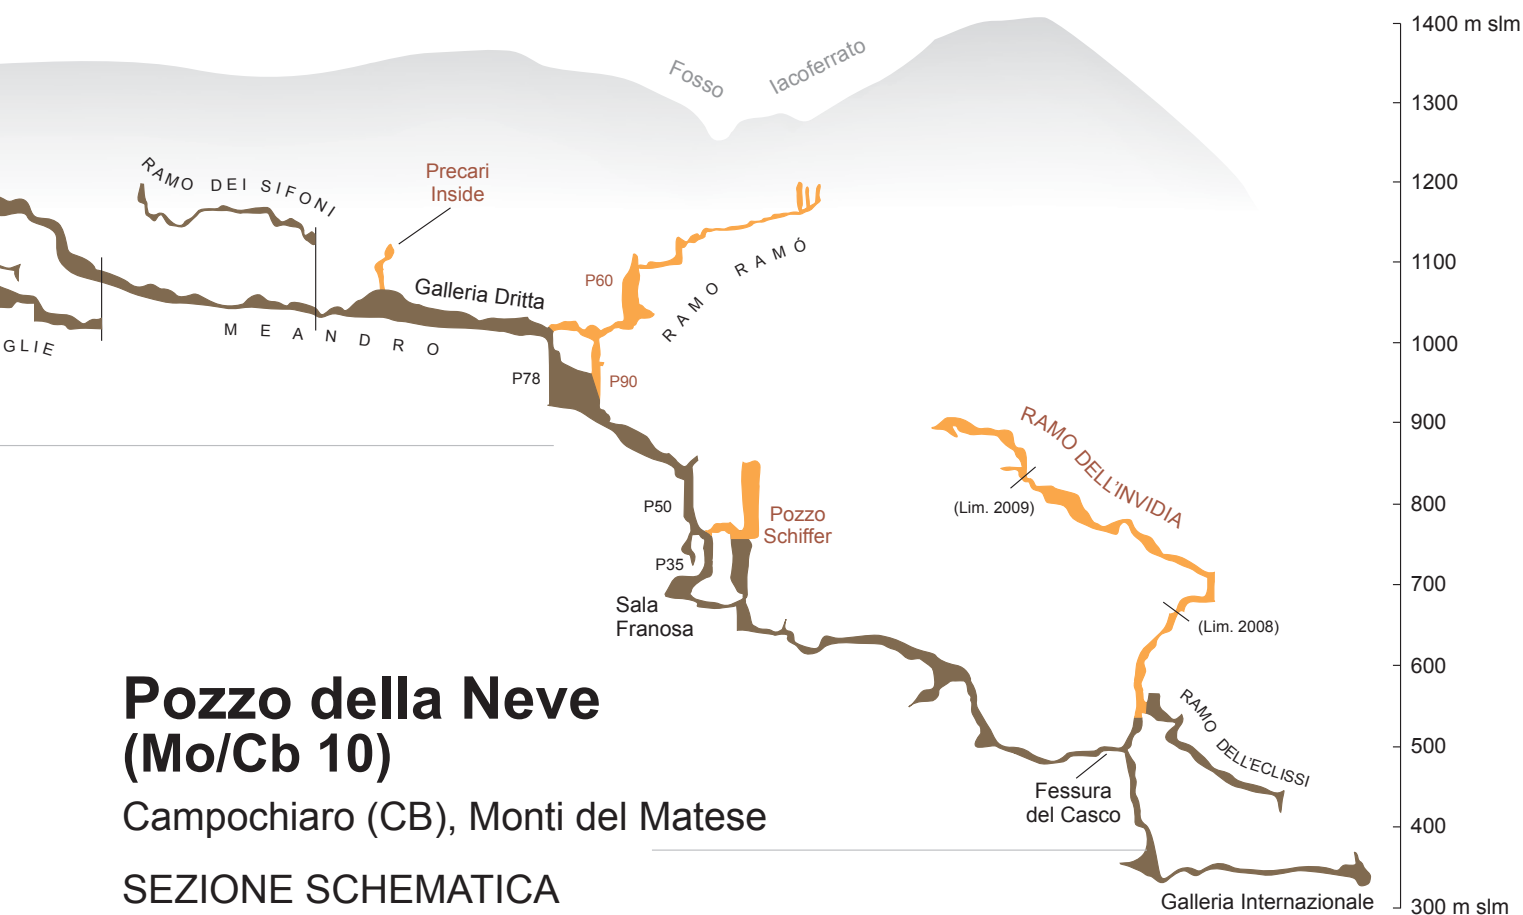 1400 m slm
Fosso
Iacoferrato
1300
RAMO DEI SIFONI
Precari
Inside
1200
1100
P60
RAMO RAMÓ
Galleria Dritta
MEANDRO
GLIE
1000
P78
P90
900
RAMO DELL'INVIDIA
(Lim. 2009)
P50
Pozzo
Schiffer
800
P35
700
Sala
Franosa
(Lim. 2008)
600
Pozzo della Neve
(Mo/Cb 10)
RAMO DELL'ECLISSI
500
Fessura
del Casco
Campochiaro (CB), Monti del Matese
400
SEZIONE SCHEMATICA
Galleria Internazionale
300 m slm